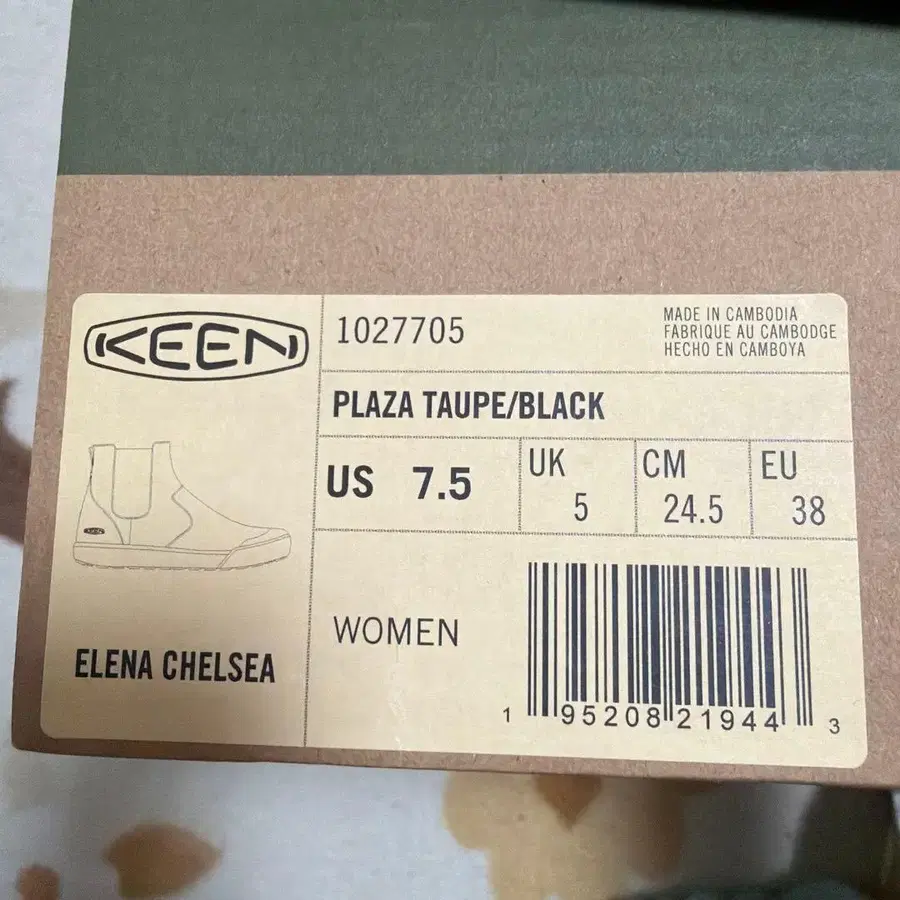 KEEN
1027705
MADE IN CAMBODIA
FABRIQUE AU CAMBODGE
HECHO EN CAMBOYA
PLAZA TAUPE/BLACK
US 7.5
UK 5
CM 24.5
EU 38
KEEN
ELENA CHELSEA
WOMEN
1 95208 21944 3